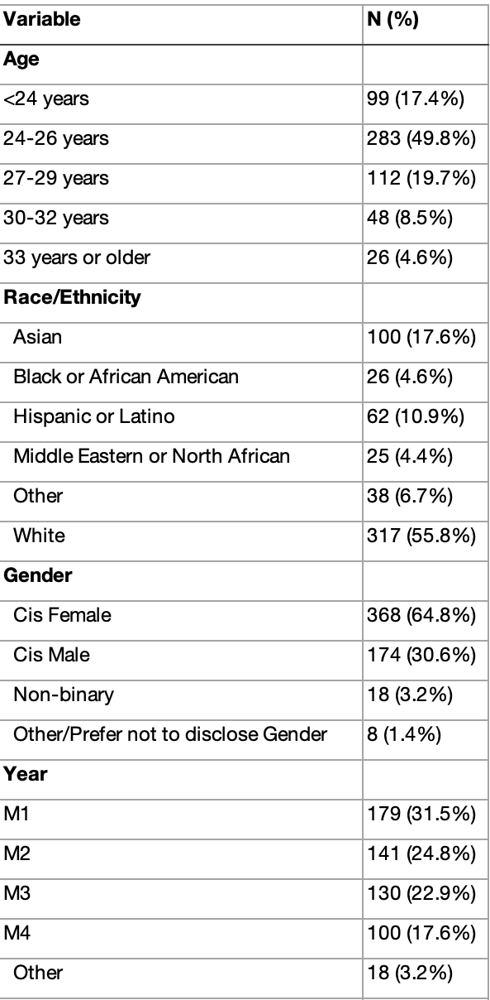 Variable N (%)
Age
<24 years 99 (17.4%)
24-26 years 283 (49.8%)
27-29 years 112 (19.7%)
30-32 years 48 (8.5%)
33 years or older 26 (4.6%)
Race/Ethnicity
Asian 100 (17.6%)
Black or African American 26 (4.6%)
Hispanic or Latino 62 (10.9%)
Middle Eastern or North African 25 (4.4%)
Other 38 (6.7%)
White 317 (55.8%)
Gender
Cis Female 368 (64.8%)
Cis Male 174 (30.6%)
Non-binary 18 (3.2%)
Other/Prefer not to disclose Gender 8 (1.4%)
Year
M1 179 (31.5%)
M2 141 (24.8%)
M3 130 (22.9%)
M4 100 (17.6%)
Other 18 (3.2%)